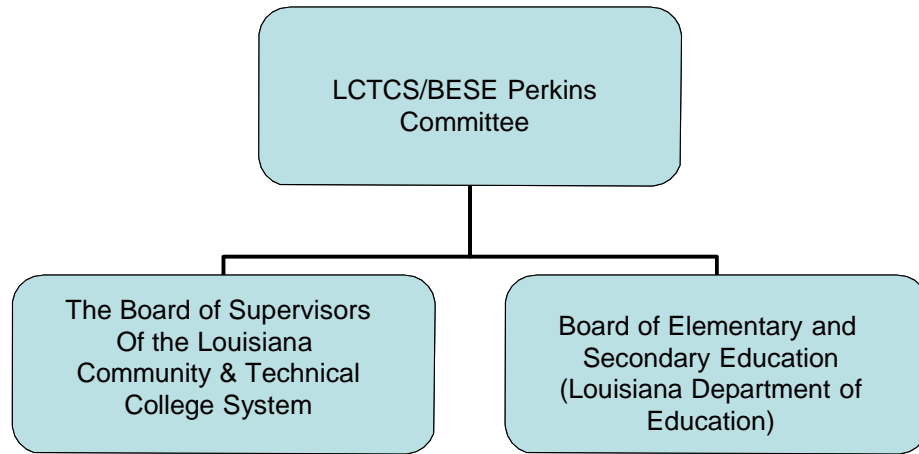 LCTCS/BESE Perkins
Committee
The Board of Supervisors
Of the Louisiana
Community & Technical
College System
Board of Elementary and
Secondary Education
(Louisiana Department of
Education)